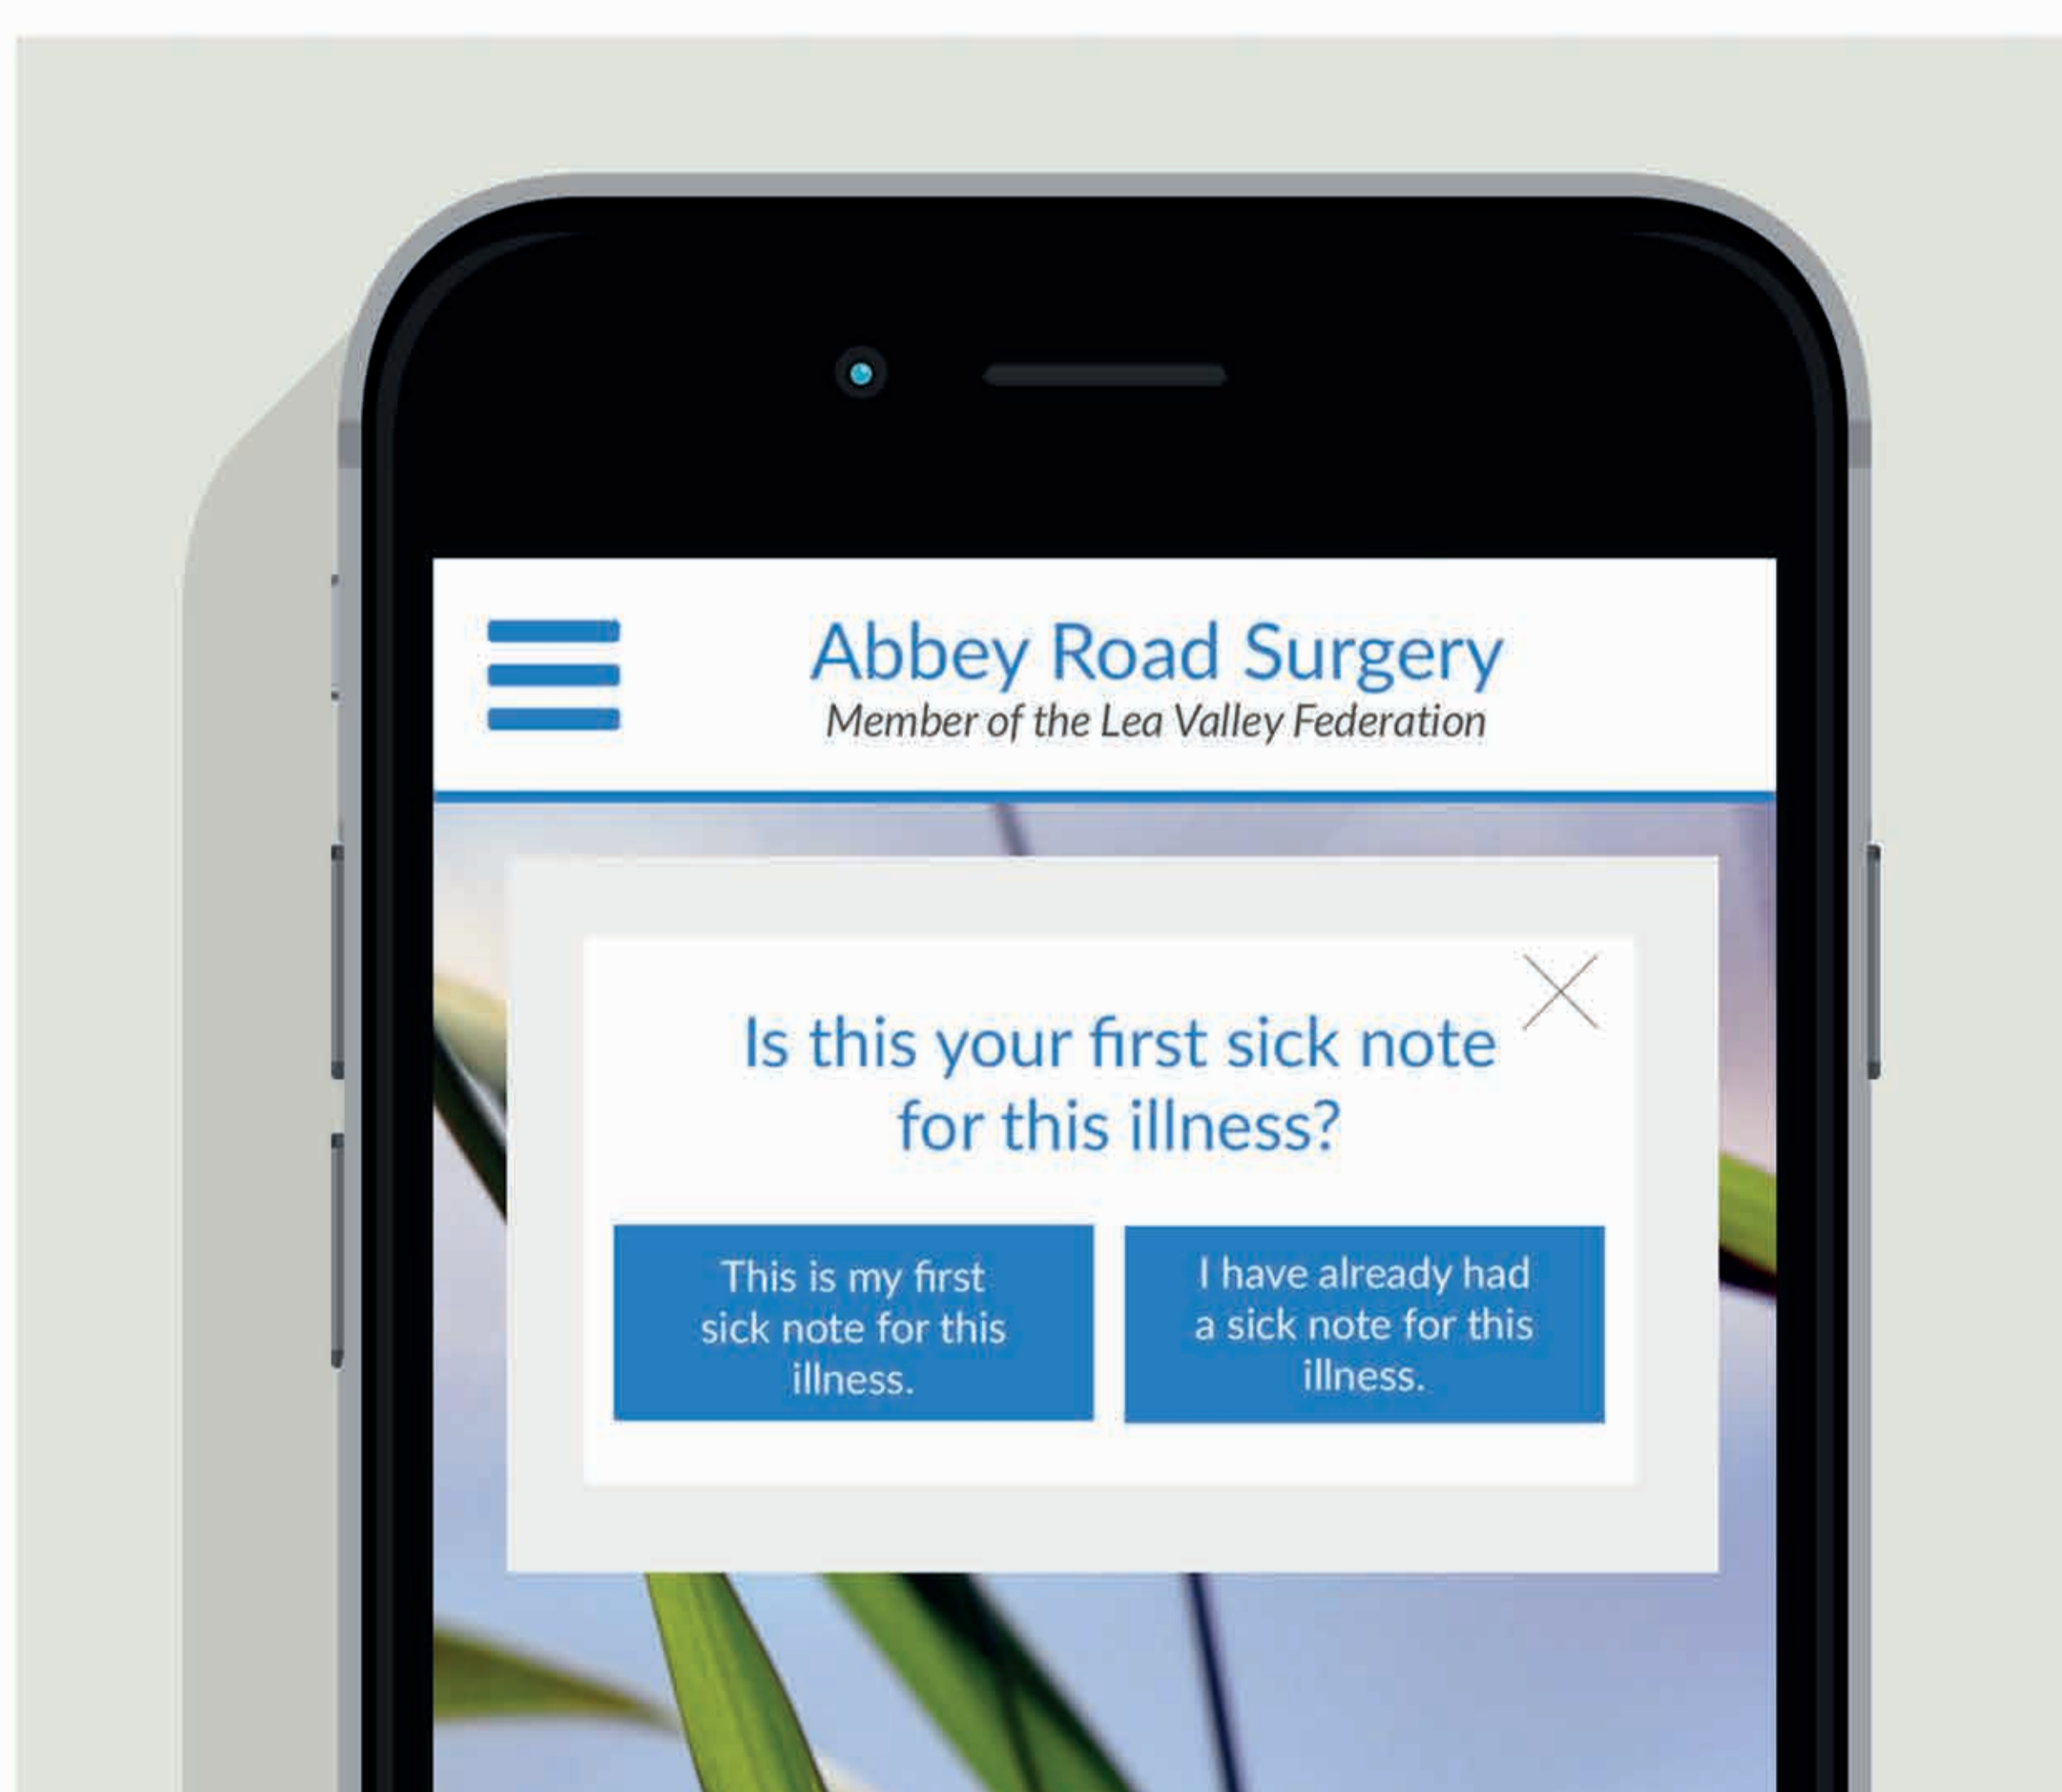 Abbey Road Surgery
Member of the Lea Valley Federation
Is this your first sick note
for this illness?
This is my first
sick note for this
illness.
I have already had
a sick note for this
illness.